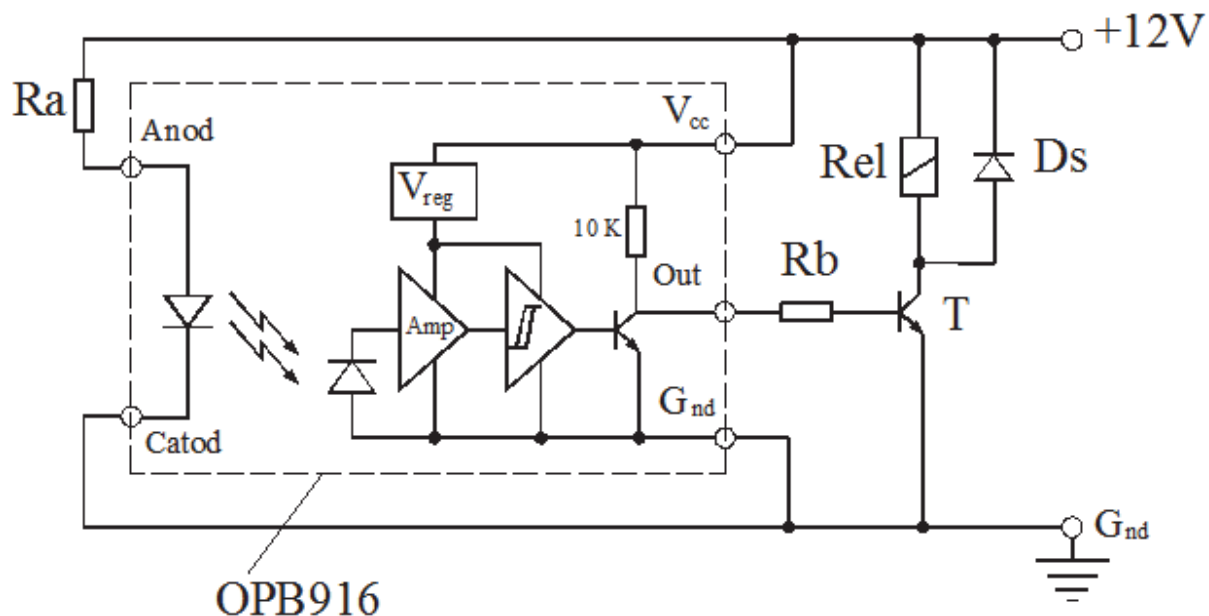 +12V
Ra
Anod
Vcc
Vreg
10 K
Rel
Ds
Out
Rb
Amp
T
Gnd
Catod
Gnd
OPB916